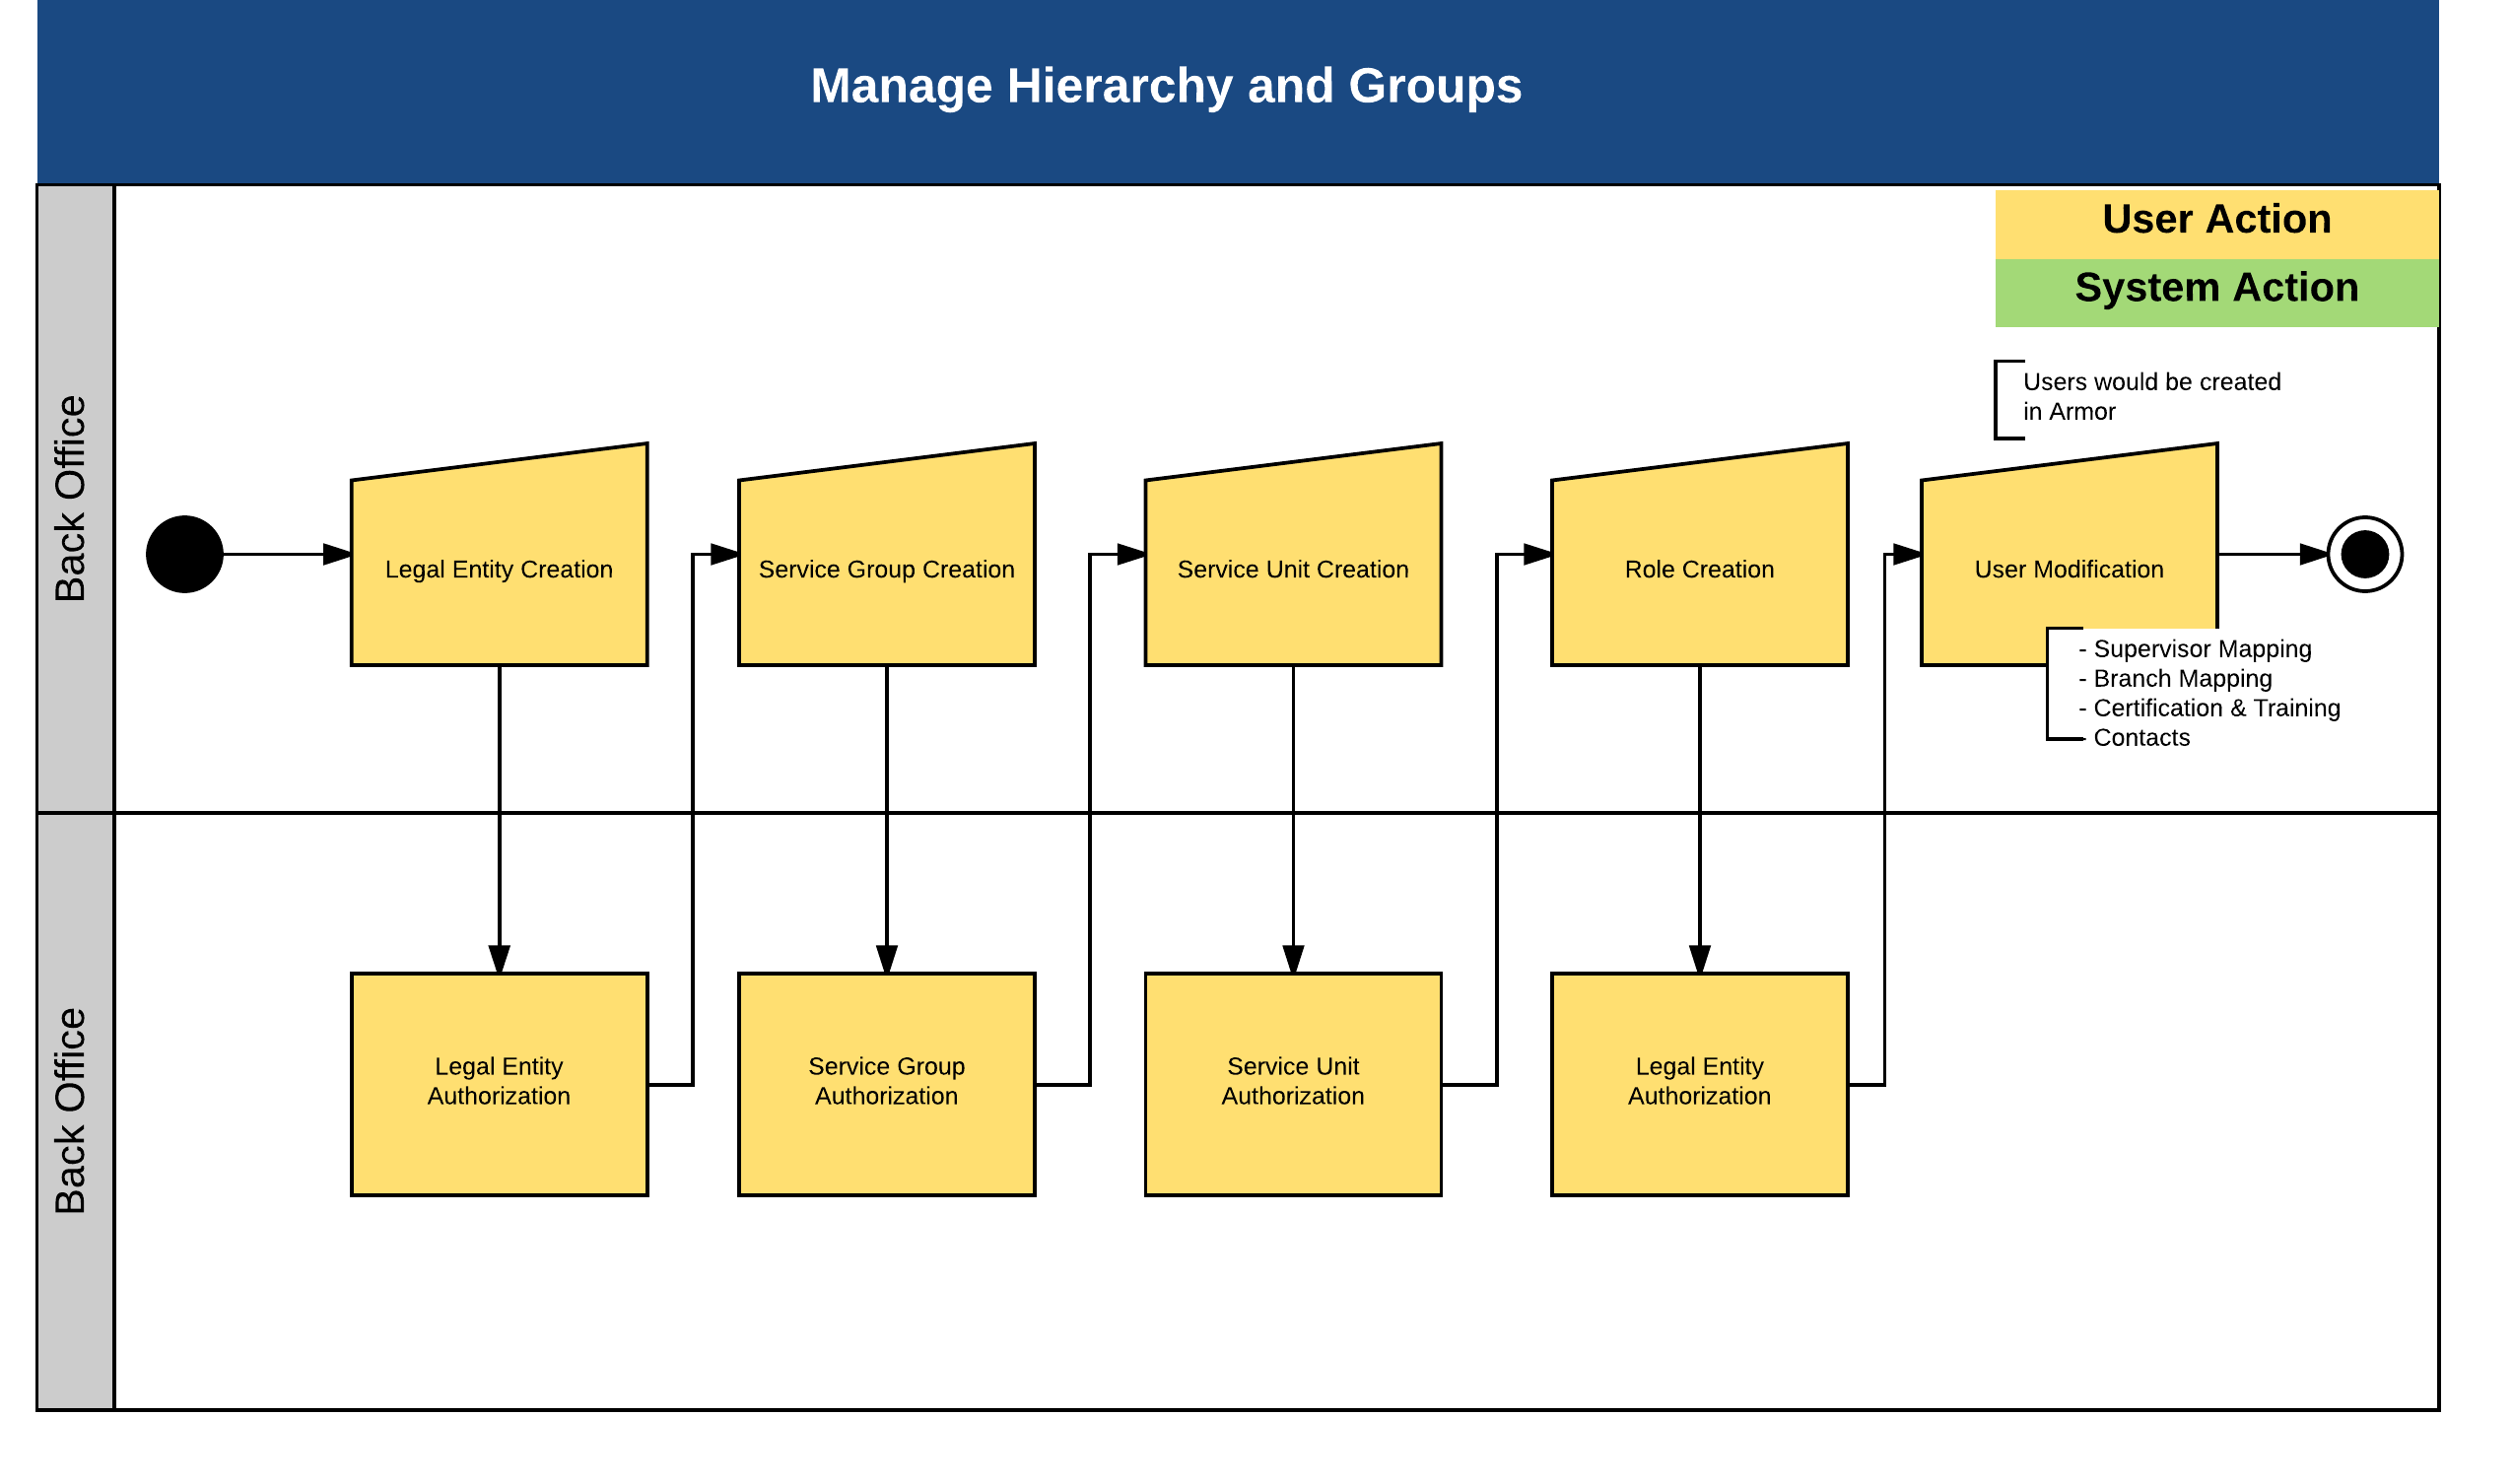 Manage Hierarchy and Groups
User Action
System Action
Back Office
Users would be created
in Armor
Legal Entity Creation
Service Group Creation
Service Unit Creation
Role Creation
User Modification
- Supervisor Mapping
- Branch Mapping
- Certification & Training
- Contacts
Back Office
Legal Entity
Authorization
Service Group
Authorization
Service Unit
Authorization
Legal Entity
Authorization